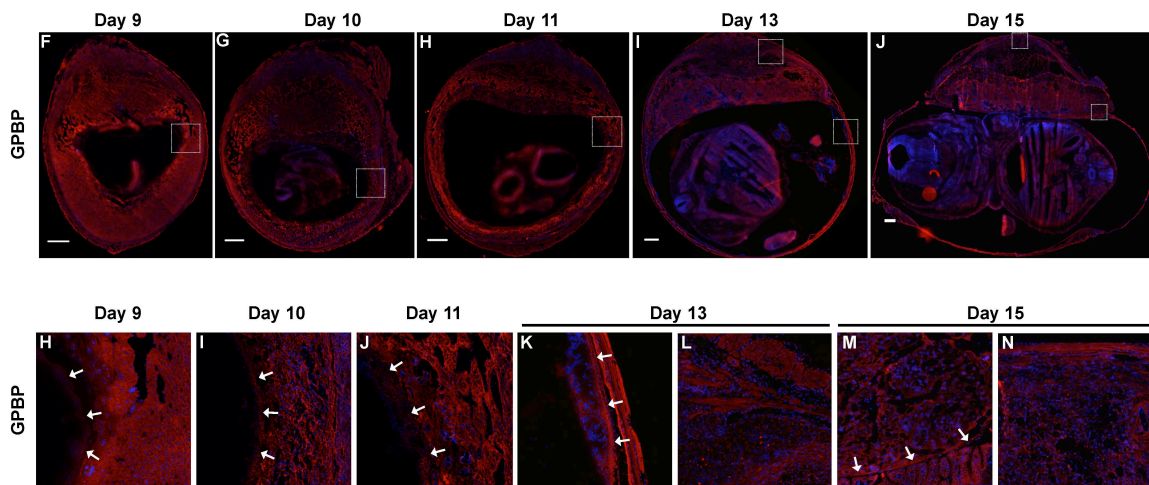 Day 9 Day 10 Day 11 Day 13 Day 15
GPBP
F G H I J
Day 9 Day 10 Day 11 Day 13 Day 15
GPBP
H I J K L M N